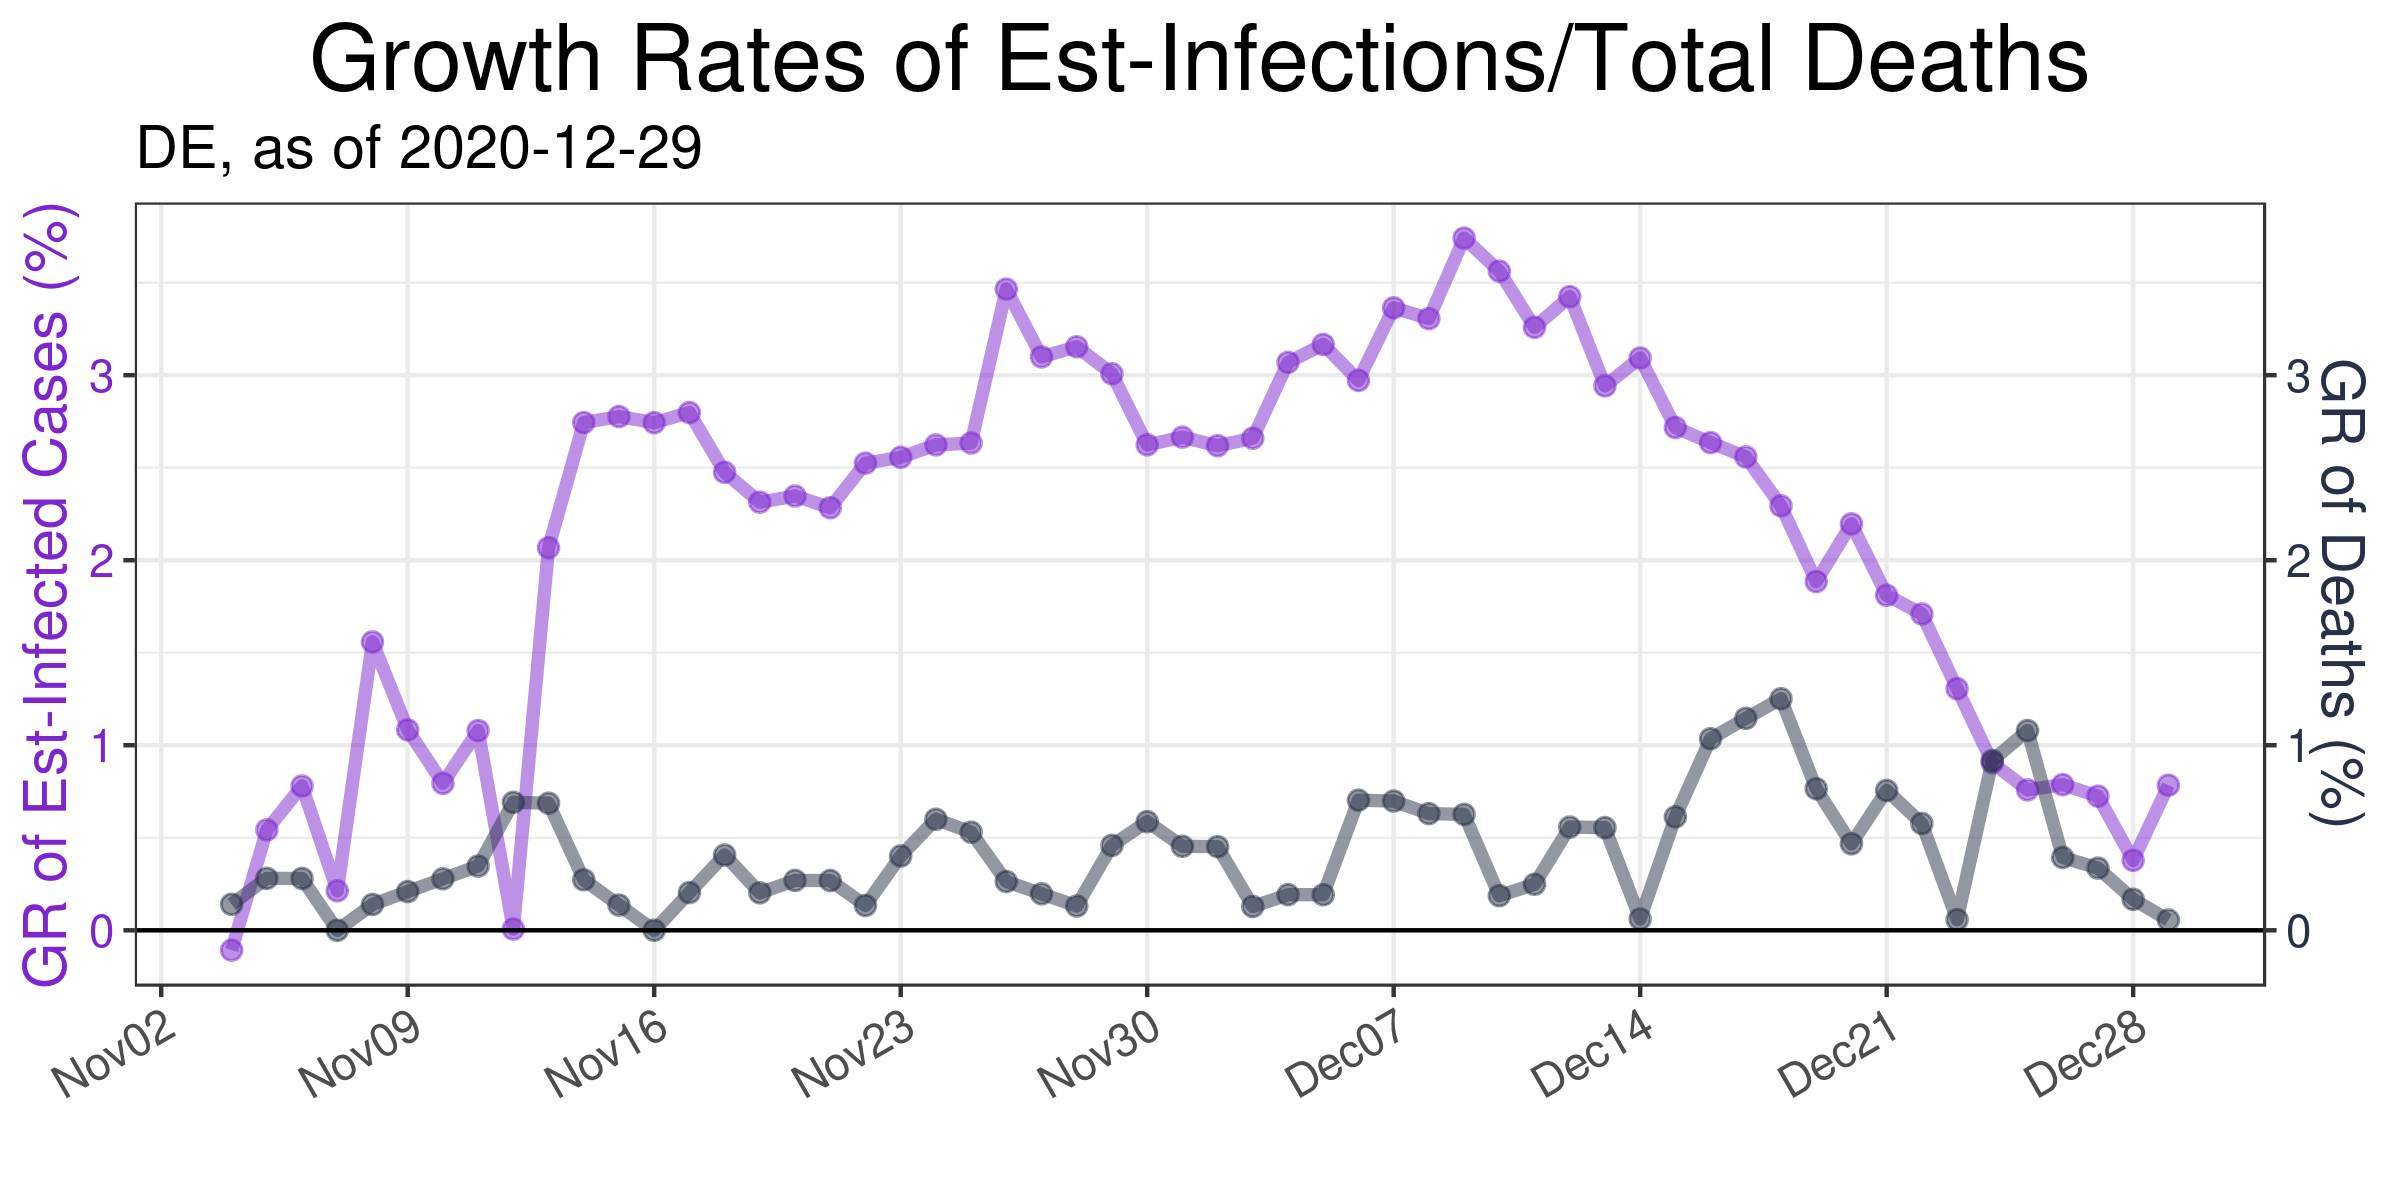 Growth Rates of Est-Infections/Total Deaths
DE, as of 2020-12-29
GR of Est-Infected Cases (%)
3
2
1
0
3
2
1
0
GR of Deaths (%)
Nov02
Nov09
Nov16
Nov23
Nov30
Dec07
Dec14
Dec21
Dec28